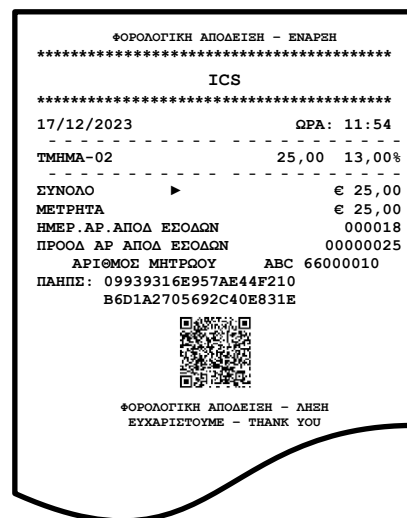 ΦΟΡΟΛΟΓΙΚΗ ΑΠΟΔΕΙΞΗ – ΕΝΑΡΞΗ
******************************************
ICS
******************************************
17/12/2023 ΩΡΑ: 11:54
- - - - - - - - - - - - - - - - - - - -
ΤΜΗΜΑ-02 25,00 13,00%
- - - - - - - - - - - - - - - - - - - -
ΣΥΝΟΛΟ ► € 25,00
ΜΕΤΡΗΤΑ € 25,00
ΗΜΕΡ.ΑΡ.ΑΠΟΔ ΕΣΟΔΩΝ 000018
ΠΡΟΟΔ ΑΡ ΑΠΟΔ ΕΣΟΔΩΝ 00000025
ΑΡΙΘΜΟΣ ΜΗΤΡΩΟΥ ABC 66000010
ΠΑΗΠΣ: 09939316E957AE44F210
B6D1A2705692C40E831E
ΦΟΡΟΛΟΓΙΚΗ ΑΠΟΔΕΙΞΗ – ΛΗΞΗ
ΕΥΧΑΡΙΣΤΟΥΜΕ – THANK YOU